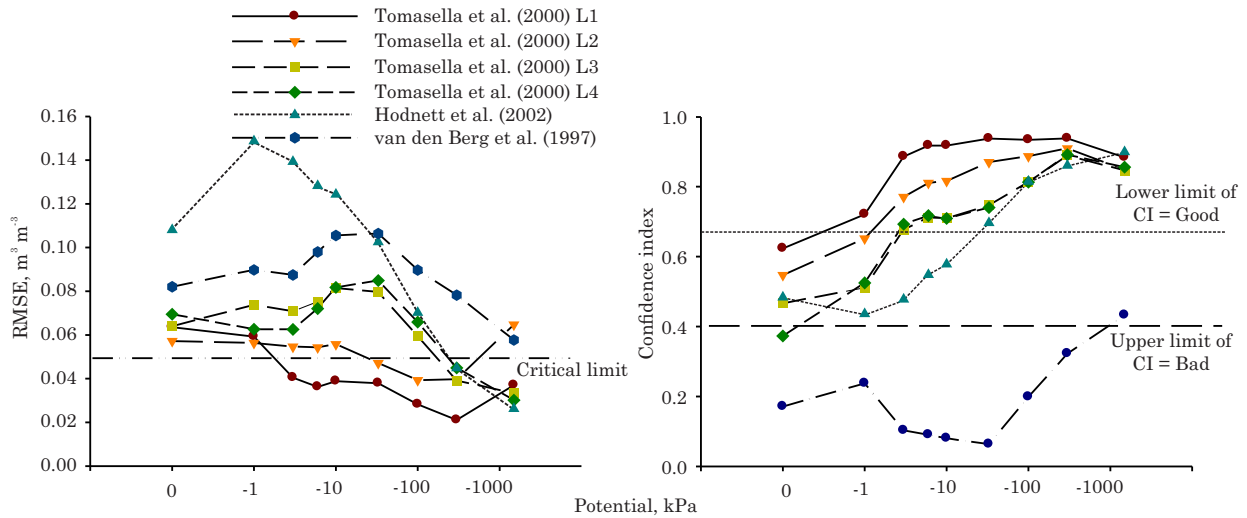 Tomasella et al. (2000) L1
Tomasella et al. (2000) L2
Tomasella et al. (2000) L3
Tomasella et al. (2000) L4
Hodnett et al. (2002)
van den Berg et al. (1997)
RMSE, m³ m⁻³
0.16
0.14
0.12
0.10
0.08
0.06
0.04
0.02
0.00
Critical limit
0
-1
-10
-100
-1000
Confidence index
1.0
0.8
0.6
0.4
0.2
0.0
Lower limit of
CI = Good
Upper limit of
CI = Bad
0
-1
-10
-100
-1000
Potential, kPa